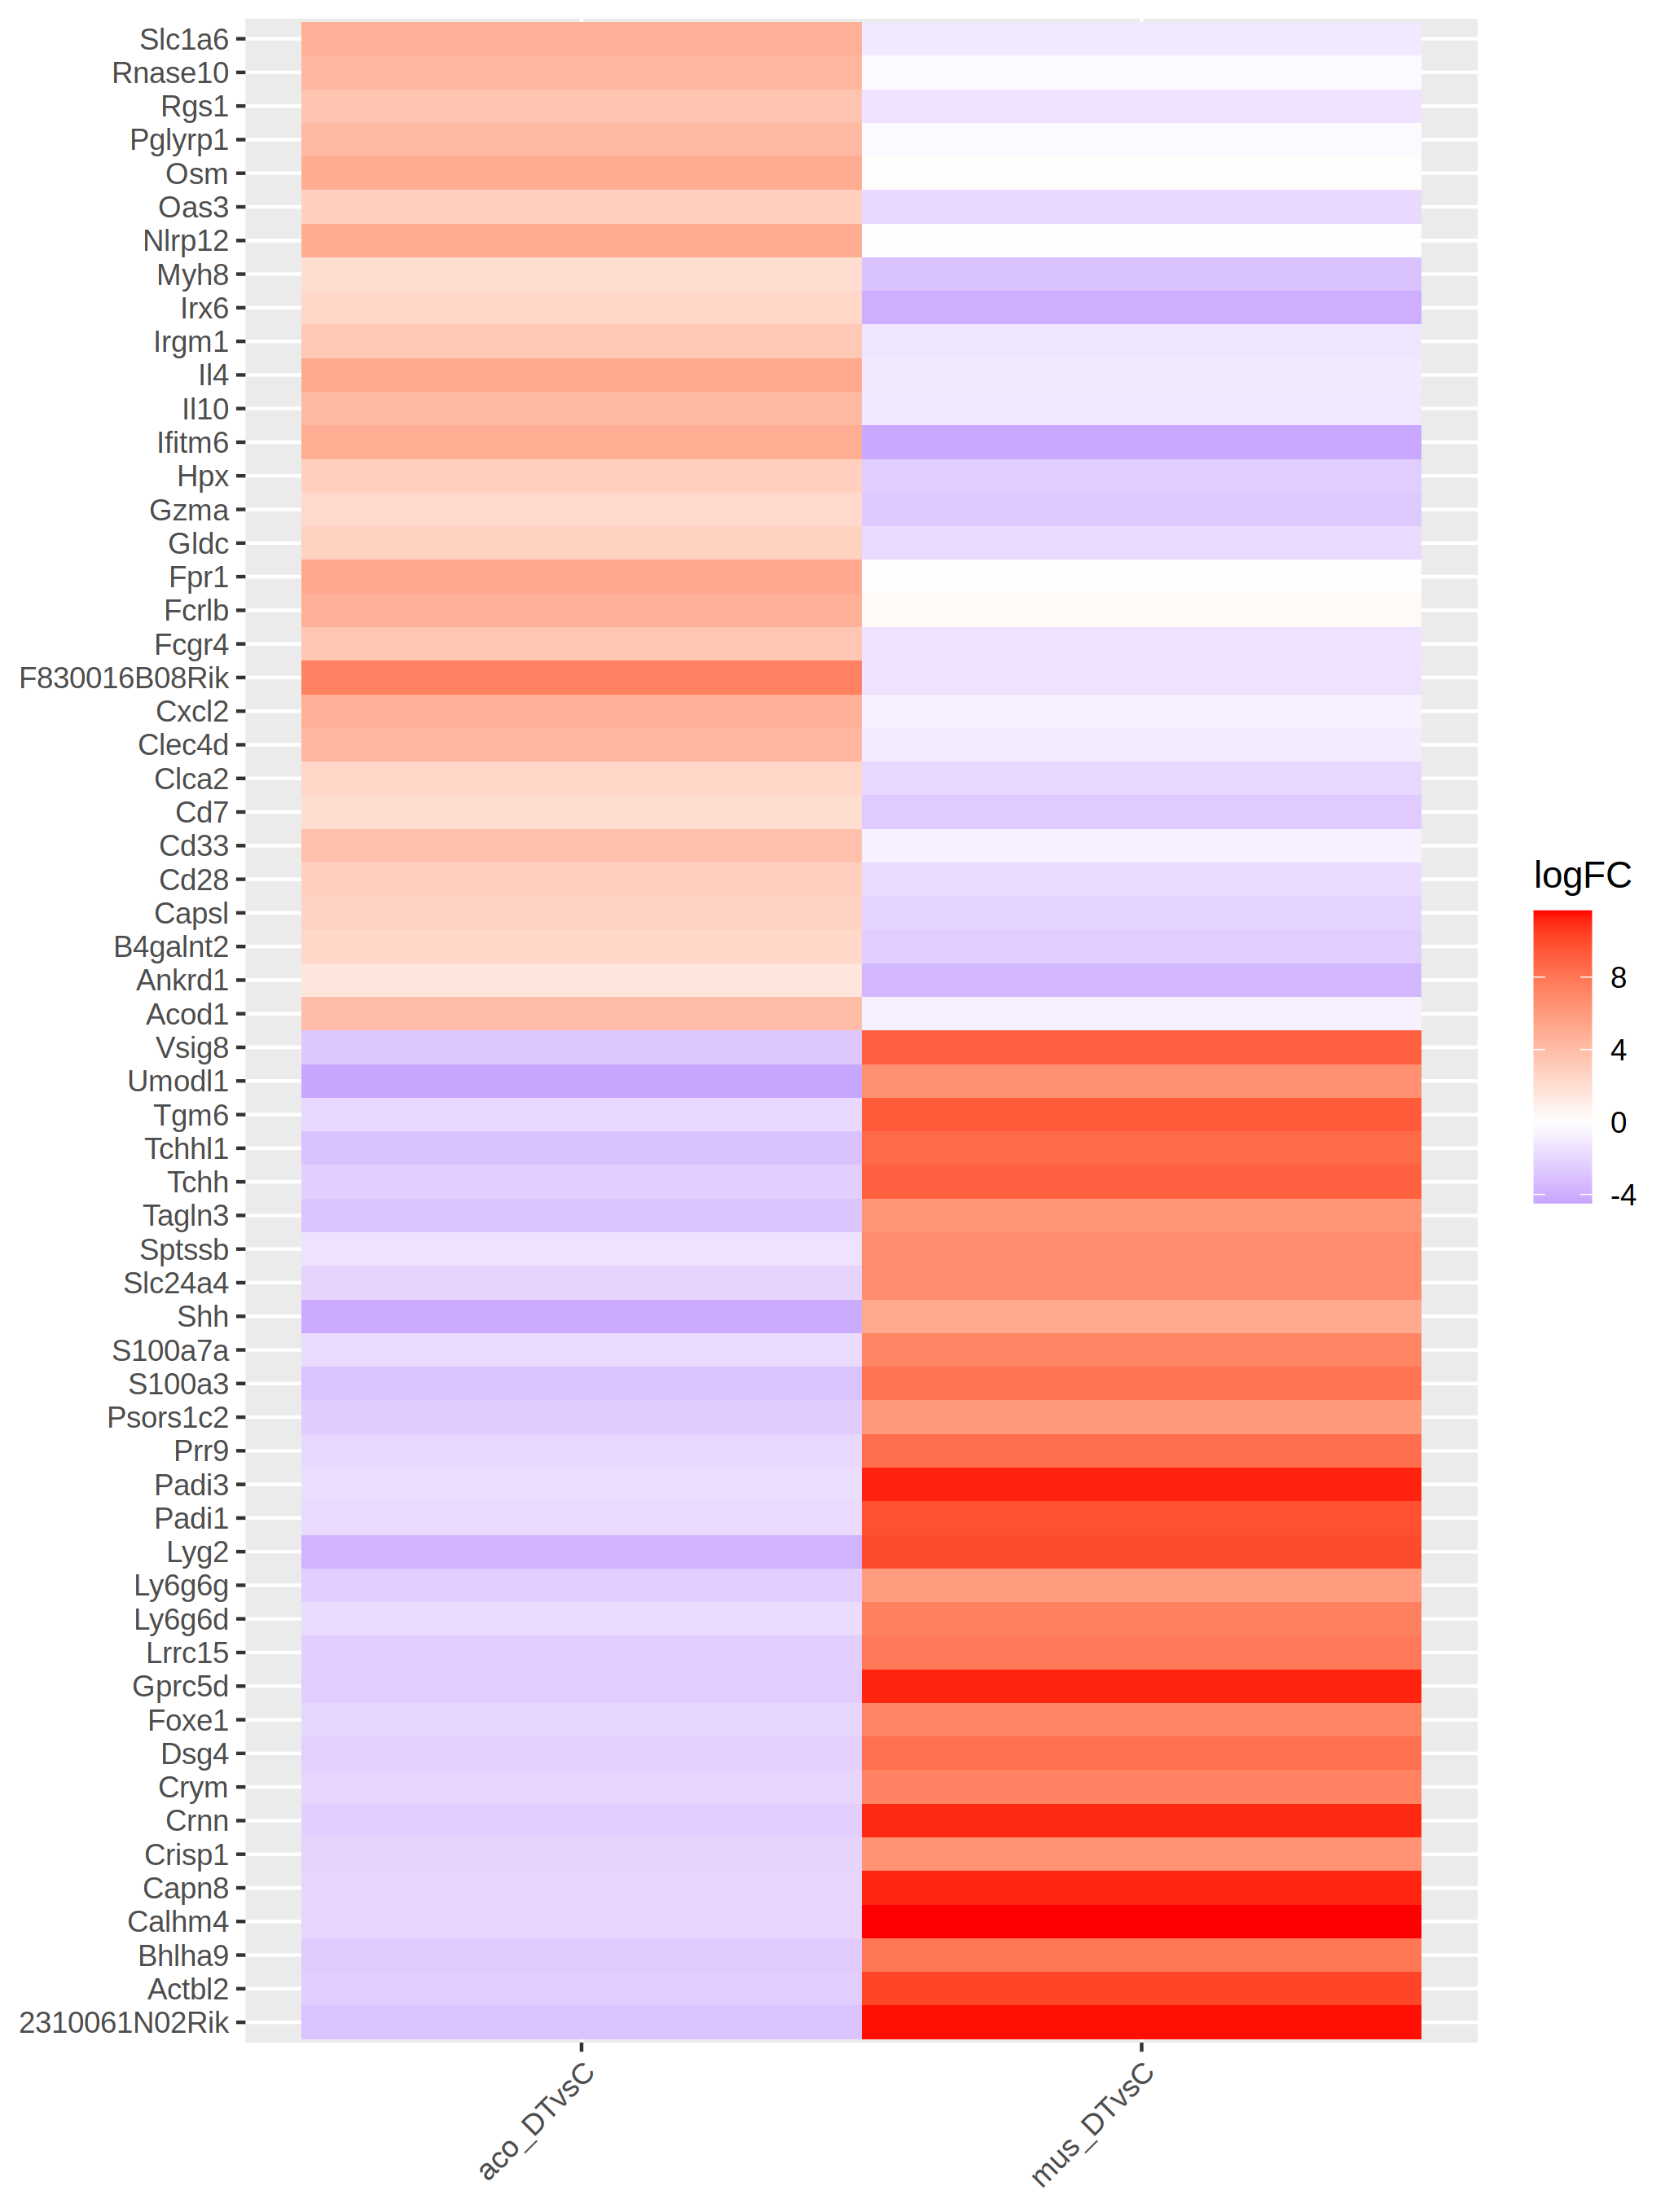 Slc1a6
Rnase10
Rgs1
Pglyrp1
Osm
Oas3
Nlrp12
Myh8
Irx6
Irgm1
Il4
Il10
Ifitm6
Hpx
Gzma
Gldc
Fpr1
Fcrlb
Fcgr4
F830016B08Rik
Cxcl2
Clec4d
Clca2
Cd7
Cd33
Cd28
Capsl
B4galnt2
Ankrd1
Acod1
Vsig8
Umodl1
Tgm6
Tchhl1
Tchh
Tagln3
Sptssb
Slc24a4
Shh
S100a7a
S100a3
Psors1c2
Prr9
Padi3
Padi1
Lyg2
Ly6g6g
Ly6g6d
Lrrc15
Gprc5d
Foxe1
Dsg4
Crym
Crnn
Crisp1
Capn8
Calhm4
Bhlha9
Actbl2
2310061N02Rik
aco_DTvsC
mus_DTvsC
logFC
8
4
0
-4